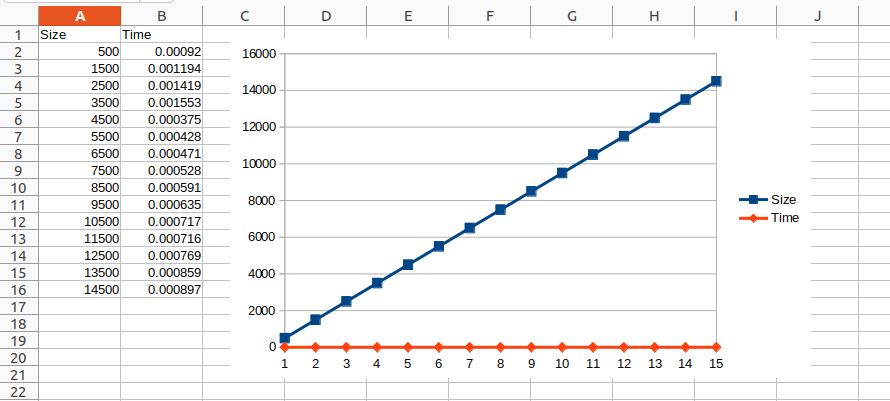 A B C D E F G H I J
1 Size Time
2 500 0.00092
3 1500 0.001194
4 2500 0.001419
5 3500 0.001553
6 4500 0.000375
7 5500 0.000428
8 6500 0.000471
9 7500 0.000528
10 8500 0.000591
11 9500 0.000635
12 10500 0.000717
13 11500 0.000716
14 12500 0.000769
15 13500 0.000859
16 14500 0.000897
17
18
19
20
21
22
16000
14000
12000
10000
8000
6000
4000
2000
0
1 2 3 4 5 6 7 8 9 10 11 12 13 14 15
Size
Time